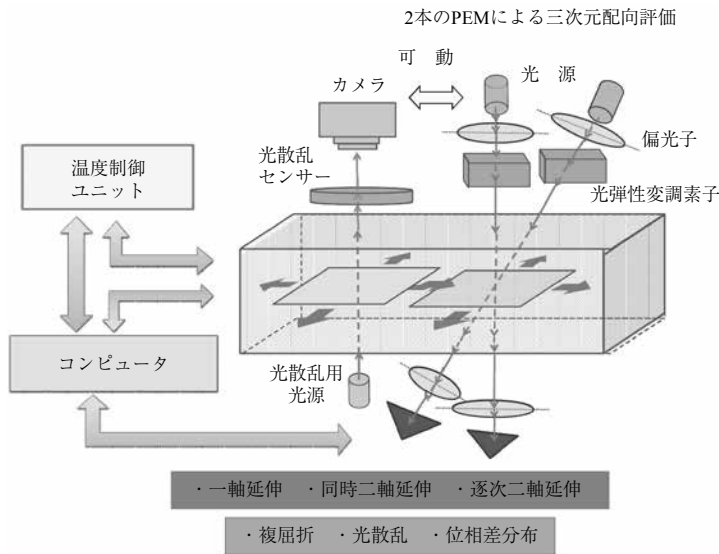 2本のPEMによる三次元配向評価
可 動
光 源
カメラ
偏光子
光散乱
センサー
温度制御
ユニット
光弾性変調素子
コンピュータ
光散乱用
光源
・一軸延伸 ・同時二軸延伸 ・逐次二軸延伸
・複屈折 ・光散乱 ・位相差分布